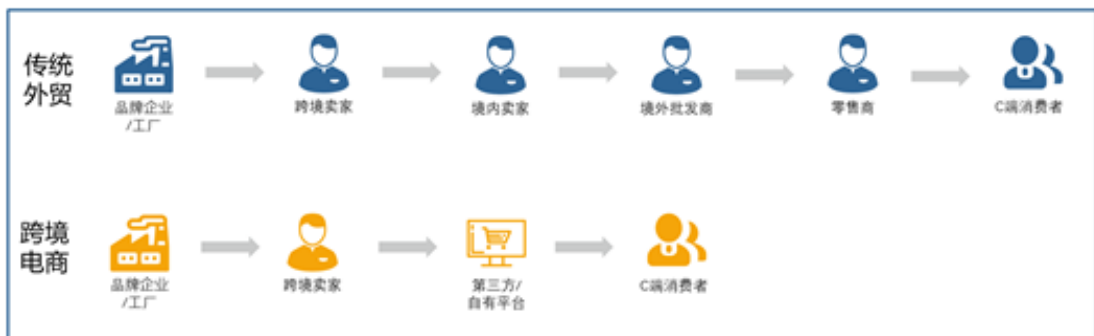 传统
外贸
品牌企业
/工厂
跨境卖家
境内卖家
境外批发商
零售商
C端消费者
跨境
电商
品牌企业
/工厂
跨境卖家
第三方/
自有平台
C端消费者